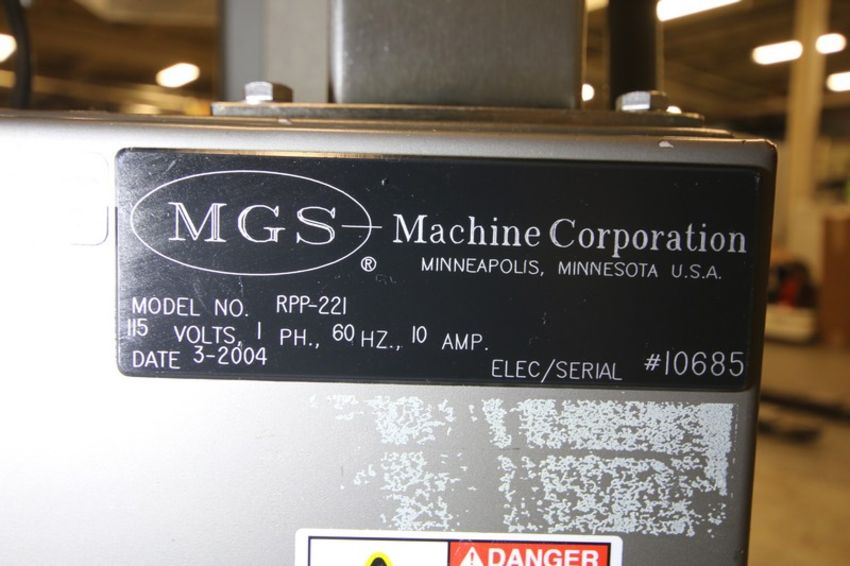 MGS Machine Corporation
®
MINNEAPOLIS, MINNESOTA U.S.A.
MODEL NO. RPP-221
115 VOLTS, 1 PH., 60 HZ., 10 AMP.
DATE 3-2004
ELEC/SERIAL #10685
DANGER